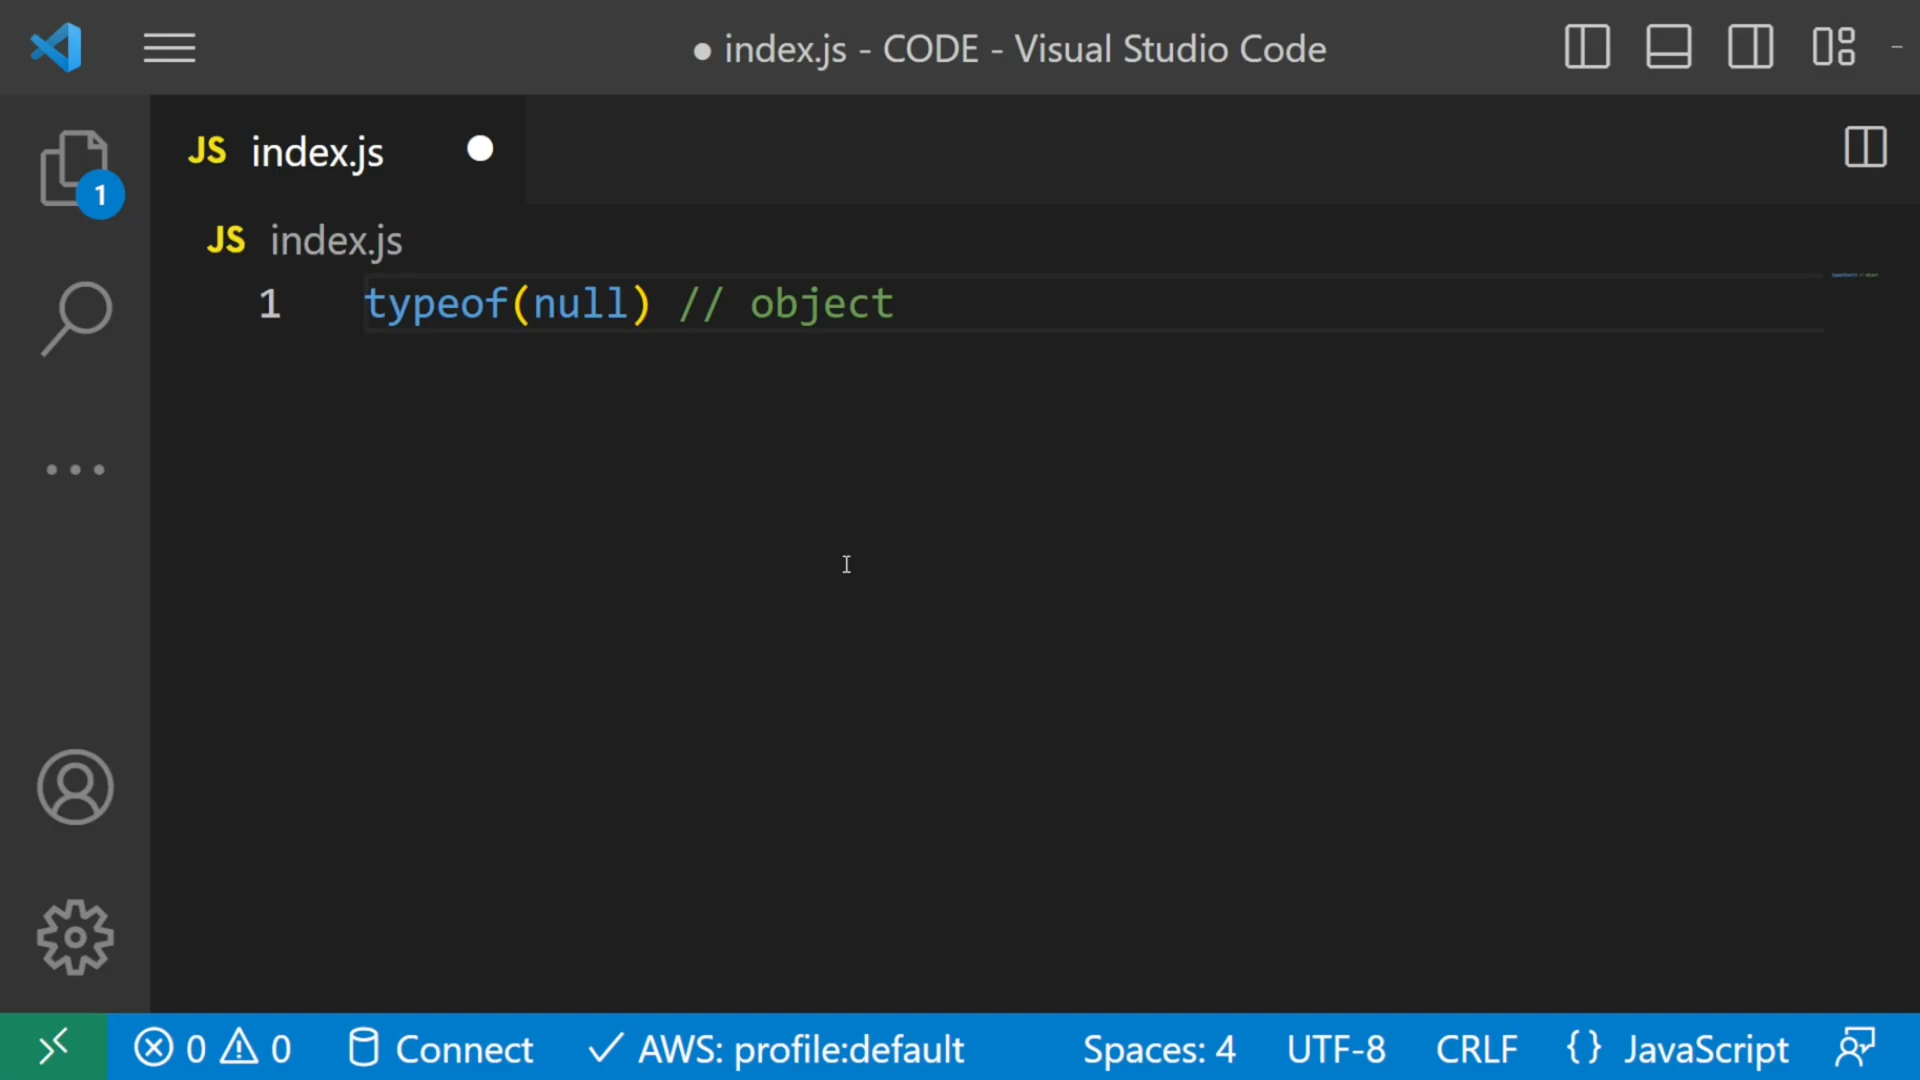 ● index.js - CODE - Visual Studio Code
JS index.js
1
JS index.js
1 typeof(null) // object
0 0 Connect AWS: profile:default Spaces: 4 UTF-8 CRLF {} JavaScript